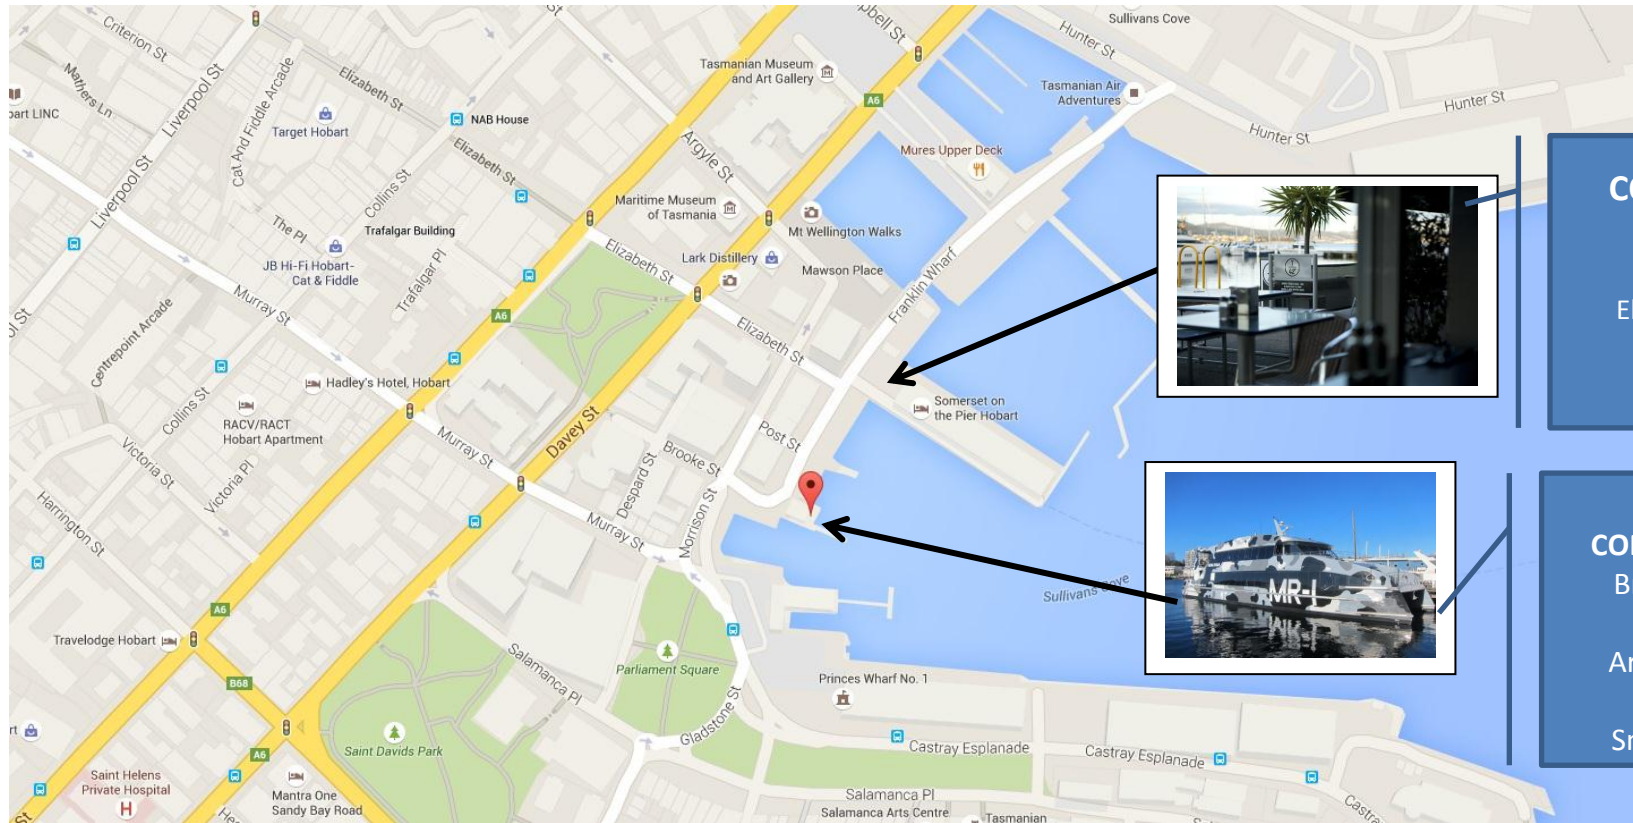 Criterion St
Mathers Ln
Liverpool St
Elizabeth St
Cat And Fiddle Arcade
Target Hobart
NAB House
Elizabeth St
Collins St
Liverpool St
The Pl
JB Hi-Fi Hobart-
Cat & Fiddle
Trafalgar Building
Trafalgar Pl
Murray St
Centrepoint Arcade
Collins St
Hadley's Hotel, Hobart
RACV/RACT
Hobart Apartment
Victoria St
Victoria Pl
Harrington St
Murray St
Davey St
A6
A6
A6
A6
B68
Tasmanian Museum
and Art Gallery
Argyle St
Maritime Museum
of Tasmania
Lark Distillery
Mt Wellington Walks
Mawson Place
Elizabeth St
Elizabeth St
Franklin Wharf
Mures Upper Deck
Tasmanian Air
Adventures
Sullivans Cove
Hunter St
Hunter St
Hunter St
Somerset on
the Pier Hobart
Post St
Brooke St
Despard St
Morrison St
Murray St
Sullivans Cove
MR-I
Travelodge Hobart
Saint Helens
Private Hospital
H
Saint Davids Park
Mantra One
Sandy Bay Road
Salamanca Pl
Parliament Square
Gladstone St
Princes Wharf No. 1
Castray Esplanade
Castray Esplanade
Salamanca Pl
Salamanca Arts Centre
Tasmanian